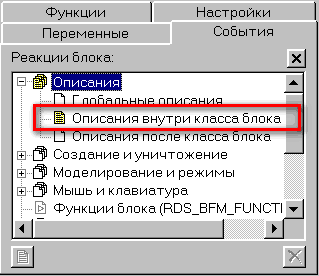 Функции Настройки
Переменные События
Реакции блока:
Описания
Глобальные описания
Описания внутри класса блока
Описания после класса блока
Создание и уничтожение
Моделирование и режимы
Мышь и клавиатура
Функции блока (RDS_BFM_FUNCTI